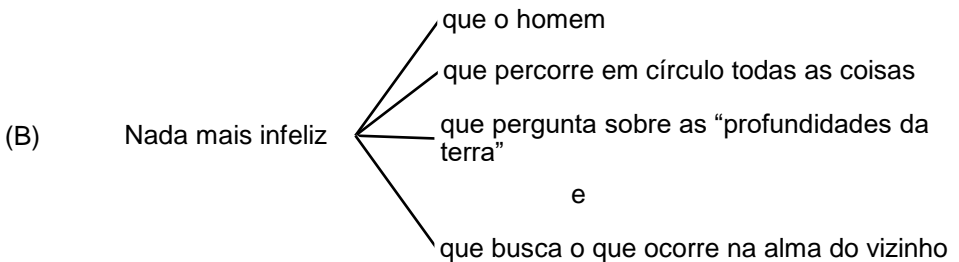 que o homem
que percorre em círculo todas as coisas
(B) Nada mais infeliz
que pergunta sobre as “profundidades da
terra”
e
que busca o que ocorre na alma do vizinho